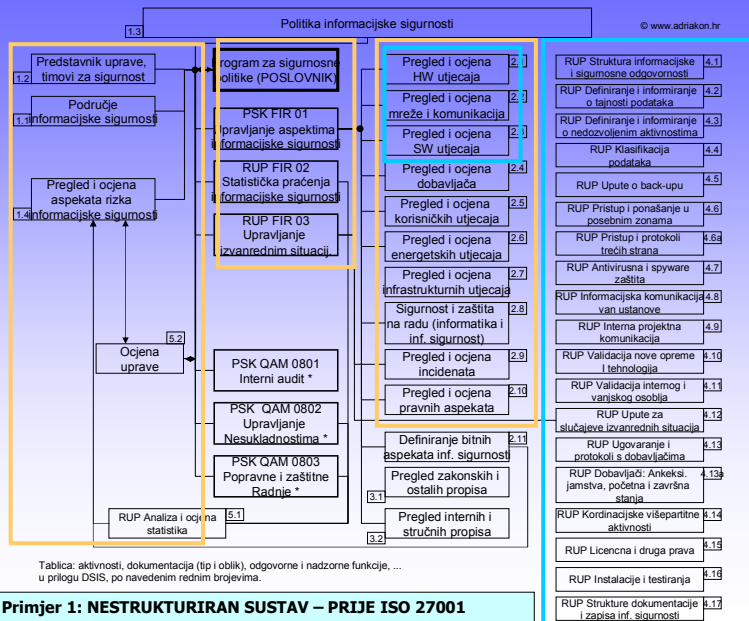 1.3
Politika informacijske sigurnosti
© www.adriakon.hr
Predstavnik uprave,
timovi za sigurnost
1.2
Područje
informacijske sigurnosti
1.1
Pregled i ocjena
aspekata rizka
informacijske sigurnosti
1.4
5.2
Ocjena
uprave
RUP Analiza i ocjena
statistika
5.1
Program za sigurnosne
politike (POSLOVNIK)
PSK FIR 01
Upravljanje aspektima
informacijske sigurnosti
RUP FIR 02
Statistička praćenja
informacijske sigurnosti
RUP FIR 03
Upravljanje
izvanrednim situacij.
PSK QAM 0801
Interni audit *
PSK QAM 0802
Upravljanje
Nesukladnostima *
PSK QAM 0803
Popravne i zaštitne
Radnje *
Pregled i ocjena
HW utjecaja
2.1
Pregled i ocjena
mreže i komunikacija
2.2
Pregled i ocjena
SW utjecaja
2.3
Pregled i ocjena
dobavljača
2.4
Pregled i ocjena
korisničkih utjecaja
2.5
Pregled i ocjena
energetskih utjecaja
2.6
Pregled i ocjena
infrastrukturnih utjecaja
2.7
Sigurnost i zaštita
na radu (informatika i
inf. sigurnost)
2.8
Pregled i ocjena
incidenata
2.9
Pregled i ocjena
pravnih aspekata
2.10
Definiranje bitnih
aspekata inf. sigurnosti
2.11
Pregled zakonskih i
ostalih propisa
3.1
Pregled internih i
stručnih propisa
3.2
RUP Struktura informacijske
i sigurnosne odgovornosti
4.1
RUP Definiranje i informiranje
o tajnosti podataka
4.2
RUP Definiranje i informiranje
o nedozvoljenim aktivnostima
4.3
RUP Klasifikacija
podataka
4.4
RUP Upute o back-upu
4.5
RUP Pristup i ponašanje u
posebnim zonama
4.6
RUP Pristup i protokoli
trećih strana
4.6a
RUP Antivirusna i spyware
zaštita
4.7
RUP Informacijska komunikacija
van ustanove
4.8
RUP Interna projektna
komunikacija
4.9
RUP Validacija nove opreme
I tehnologija
4.10
RUP Validacija internog i
vanjskog osoblja
4.11
RUP Upute za
slučajeve izvanrednih situacija
4.12
RUP Ugovaranje i
protokoli s dobavljačima
4.13
RUP Dobavljači: Ankeksi.
jamstva, početna i završna
stanja
4.13a
RUP Kordinacijske višepartitne
aktivnosti
4.14
RUP Licencna i druga prava
4.15
RUP Instalacije i testiranja
4.16
RUP Strukture dokumentacije
i zapisa inf. sigurnosti
4.17
Tablica: aktivnosti, dokumentacija (tip i oblik), odgovorne i nadzorne funkcije, ...
u prilogu DSIS, po navedenim rednim brojevima.
Primjer 1: NESTRUKTURIRAN SUSTAV – PRIJE ISO 27001